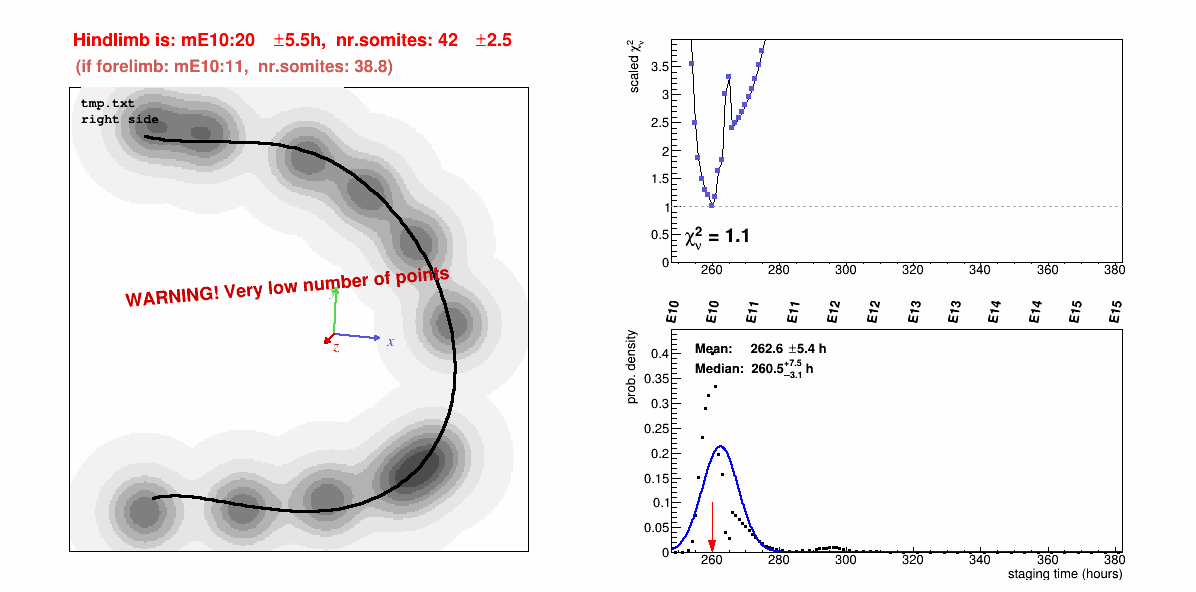 Hindlimb is: mE10:20 ±5.5h, nr.somites: 42 ±2.5
(if forelimb: mE10:11, nr.somites: 38.8)
tmp.txt
right side
WARNING! Very low number of points
y
x
z
scaled χ²ν
3.5
3
2.5
2
1.5
1
0.5
0
χ²ν = 1.1
260 280 300 320 340 360 380
E10 E10 E11 E11 E12 E12 E13 E13 E14 E14 E15 E15
prob. density
Mean: 262.6 ±5.4 h
Median: 260.5 +7.5 −3.1 h
0.4
0.35
0.3
0.25
0.2
0.15
0.1
0.05
0
260 280 300 320 340 360 380
staging time (hours)